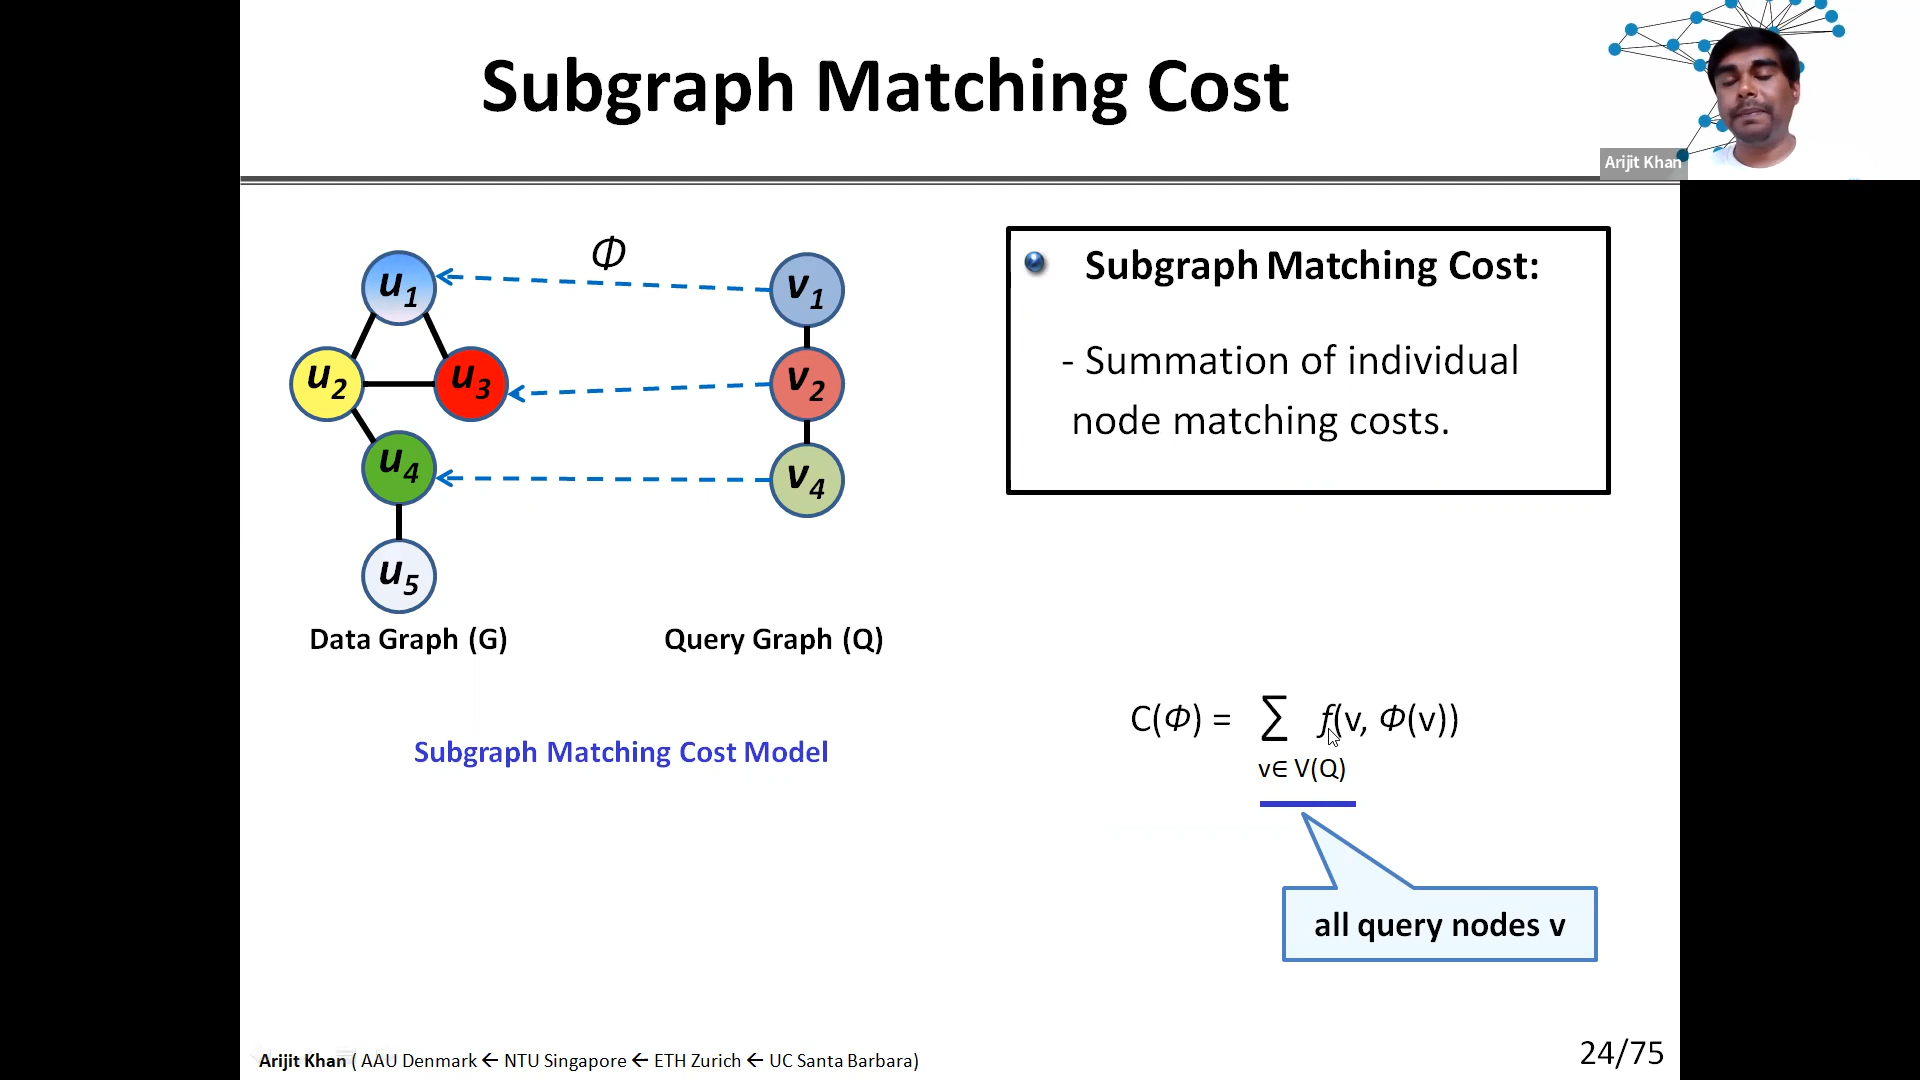 Subgraph Matching Cost
Arijit Khan
Φ
u1
v1
u2
u3
v2
u4
v4
u5
Data Graph (G)
Query Graph (Q)
Subgraph Matching Cost Model
Subgraph Matching Cost:
- Summation of individual
node matching costs.
C(Φ) = ∑ f(v, Φ(v))
v∈ V(Q)
all query nodes v
Arijit Khan ( AAU Denmark ← NTU Singapore ← ETH Zurich ← UC Santa Barbara)
24/75